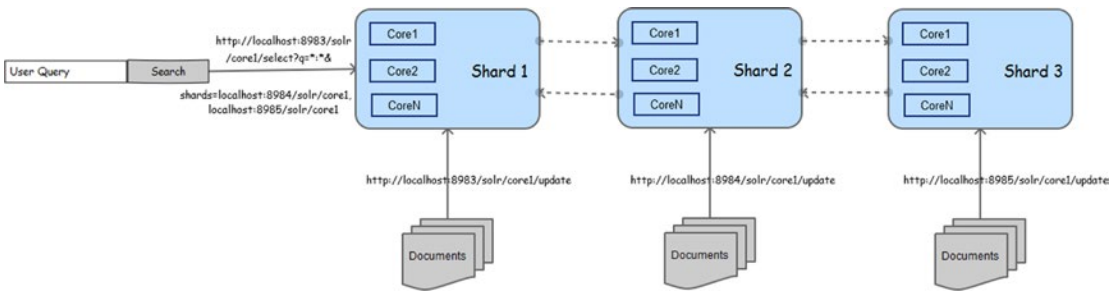 User Query
Search
http://localhost:8983/solr
/core1/select?q=*:*&
shards=localhost:8984/solr/core1,
localhost:8985/solr/core1
Core1
Core2
CoreN
Shard 1
Core1
Core2
CoreN
Shard 2
Core1
Core2
CoreN
Shard 3
http://localhost:8983/solr/core1/update
http://localhost:8984/solr/core1/update
http://localhost:8985/solr/core1/update
Documents
Documents
Documents